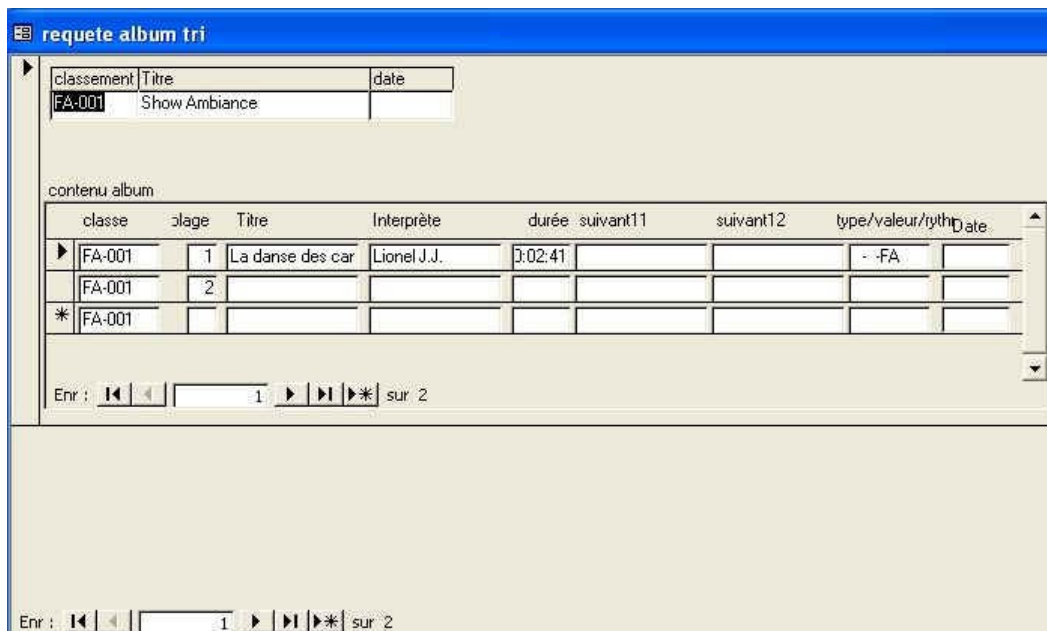 requete album tri
classement Titre date
FA-001 Show Ambiance
contenu album
classe plage Titre Interprète durée suivant11 suivant12 type/valeur/ryth Date
FA-001 1 La danse des car Lionel J.J. 0:02:41 - -FA
FA-001 2
FA-001
Enr : 1 sur 2
Enr : 1 sur 2